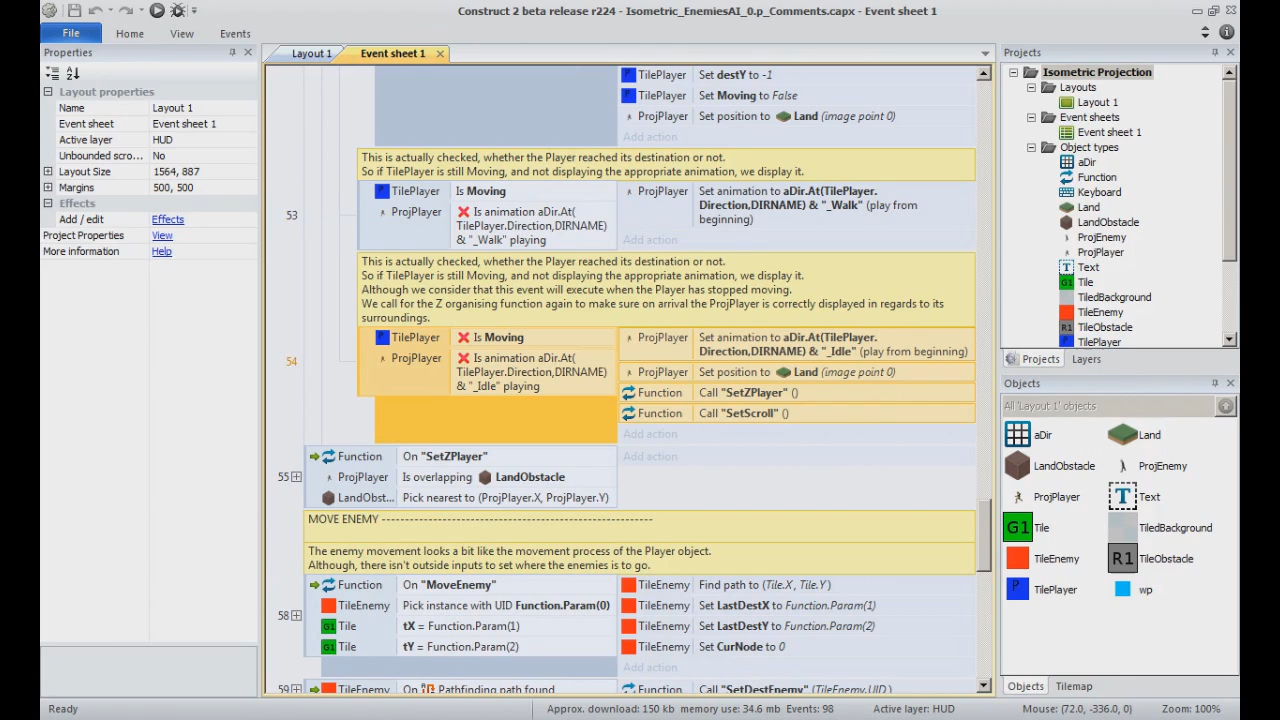 Construct 2 beta release r224 - Isometric_EnemiesAI_0.p_Comments.capx - Event sheet 1
File
Home
View
Events
Properties
Layout properties
Name Layout 1
Event sheet Event sheet 1
Active layer HUD
Unbounded scro... No
Layout Size 1564, 887
Margins 500, 500
Effects
Add / edit Effects
Project Properties View
More information Help
Layout 1
Event sheet 1
TilePlayer Set destY to -1
TilePlayer Set Moving to False
ProjPlayer Set position to Land (image point 0)
Add action
This is actually checked, whether the Player reached its destination or not.
So if TilePlayer is still Moving, and not displaying the appropriate animation, we display it.
53
TilePlayer Is Moving
ProjPlayer Is animation aDir.At(
TilePlayer.Direction,DIRNAME)
& "_Walk" playing
ProjPlayer Set animation to aDir.At(TilePlayer.
Direction,DIRNAME) & "_Walk" (play from
beginning)
Add action
This is actually checked, whether the Player reached its destination or not.
So if TilePlayer is still Moving, and not displaying the appropriate animation, we display it.
Although we consider that this event will execute when the Player has stopped moving.
We call for the Z organising function again to make sure on arrival the ProjPlayer is correctly displayed in regards to its
surroundings.
54
TilePlayer Is Moving
ProjPlayer Is animation aDir.At(
TilePlayer.Direction,DIRNAME)
& "_Idle" playing
ProjPlayer Set animation to aDir.At(TilePlayer.
Direction,DIRNAME) & "_Idle" (play from beginning)
ProjPlayer Set position to Land (image point 0)
Function Call "SetZPlayer" ()
Function Call "SetScroll" ()
Add action
55
Function On "SetZPlayer"
ProjPlayer Is overlapping LandObstacle
LandObst... Pick nearest to (ProjPlayer.X, ProjPlayer.Y)
Add action
MOVE ENEMY ----------------------------------------------------------
The enemy movement looks a bit like the movement process of the Player object.
Although, there isn't outside inputs to set where the enemies is to go.
58
Function On "MoveEnemy"
TileEnemy Pick instance with UID Function.Param(0)
Tile tX = Function.Param(1)
Tile tY = Function.Param(2)
TileEnemy Find path to (Tile.X , Tile.Y )
TileEnemy Set LastDestX to Function.Param(1)
TileEnemy Set LastDestY to Function.Param(2)
TileEnemy Set CurNode to 0
Add action
59
TileEnemy On Pathfinding path found
Function Call "SetDestEnemy" (TileEnemy.UID )
Projects
Isometric Projection
Layouts
Layout 1
Event sheets
Event sheet 1
Object types
aDir
Function
Keyboard
Land
LandObstacle
ProjEnemy
ProjPlayer
T Text
G1 Tile
TiledBackground
TileEnemy
R1 TileObstacle
P TilePlayer
Projects
Layers
Objects
All 'Layout 1' objects
aDir
Land
LandObstacle
ProjEnemy
ProjPlayer
T Text
G1 Tile
TiledBackground
TileEnemy
R1 TileObstacle
P TilePlayer
wp
Objects
Tilemap
Ready
Approx. download: 150 kb
memory use: 34.6 mb
Events: 98
Active layer: HUD
Mouse: (72.0, -336.0, 0)
Zoom: 100%